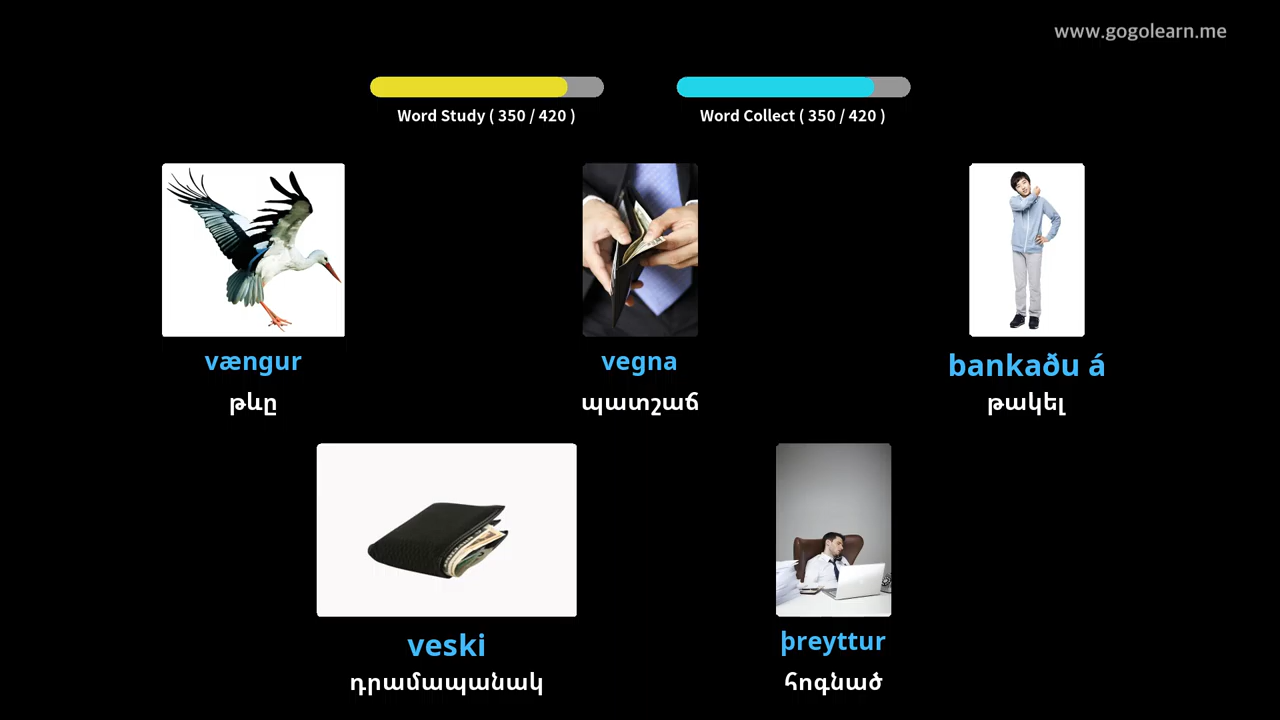 www.gogolearn.me
Word Study ( 350 / 420 )
Word Collect ( 350 / 420 )
vængur
vegna
bankaðu á
թևը
պատշաճ
թակել
veski
þreyttur
դրամապանակ
հոգնած